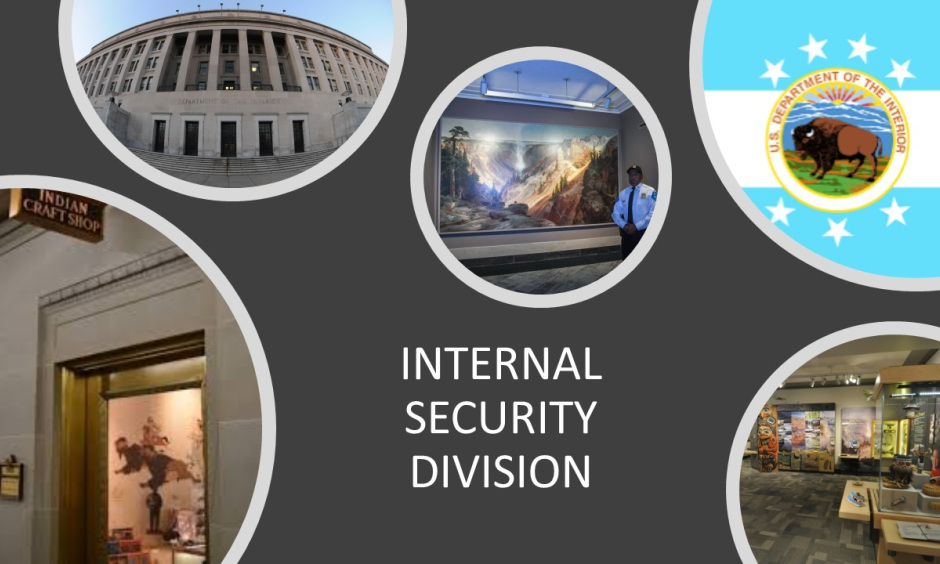 DEPARTMENT OF THE INTERIOR
U.S. DEPARTMENT OF THE INTERIOR
INDIAN
CRAFT SHOP
INTERNAL
SECURITY
DIVISION